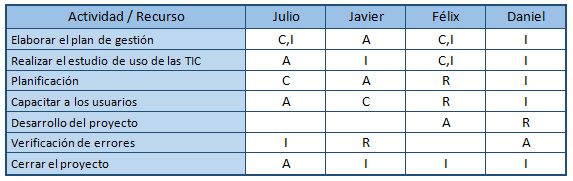 Actividad / Recurso Julio Javier Félix Daniel
Elaborar el plan de gestión C,I A C,I I
Realizar el estudio de uso de las TIC A I C,I I
Planificación C A R I
Capacitar a los usuarios A C R I
Desarrollo del proyecto A R
Verificación de errores I R A
Cerrar el proyecto A I I I